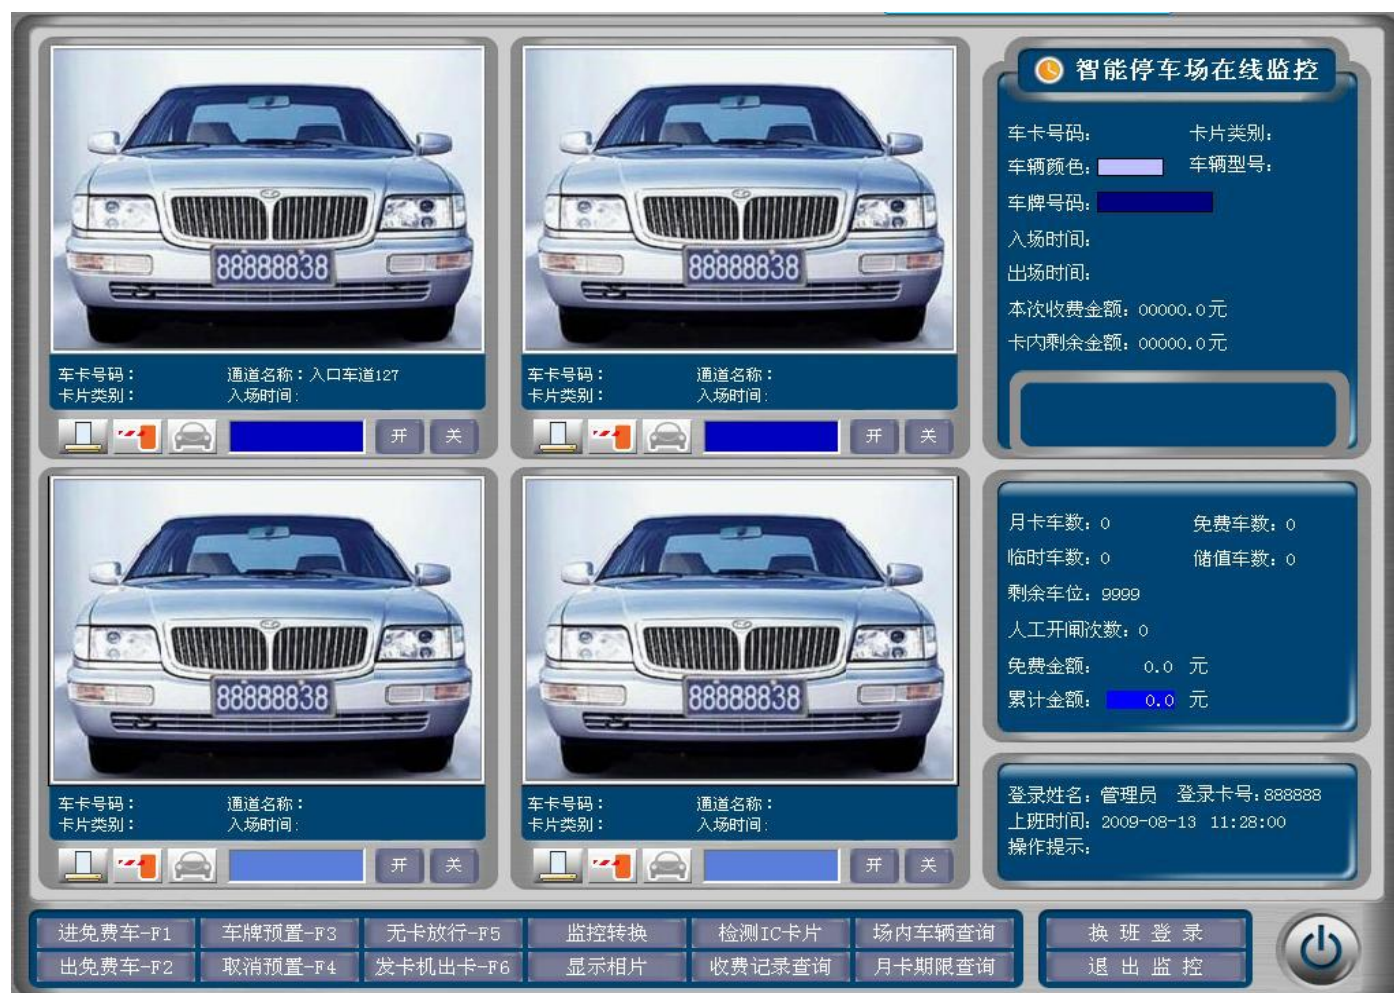 88888838
车卡号码： 通道名称：入口车道127
卡片类别： 入场时间:
开 关
88888838
车卡号码： 通道名称：
卡片类别： 入场时间:
开 关
智能停车场在线监控
车卡号码： 卡片类别：
车辆颜色： 车辆型号：
车牌号码：
入场时间：
出场时间：
本次收费金额：00000.0元
卡内剩余金额：00000.0元
88888838
车卡号码： 通道名称：
卡片类别： 入场时间:
开 关
88888838
车卡号码： 通道名称：
卡片类别： 入场时间:
开 关
月卡车数：0 免费车数：0
临时车数：0 储值车数：0
剩余车位：9999
人工开闸次数：0
免费金额： 0.0 元
累计金额： 0.0 元
登录姓名：管理员 登录卡号:888888
上班时间：2009-08-13 11:28:00
操作提示：
进免费车-F1 车牌预置-F3 无卡放行-F5 监控转换 检测IC卡片 场内车辆查询 换班登录
出免费车-F2 取消预置-F4 发卡机出卡-F6 显示相片 收费记录查询 月卡期限查询 退出监控